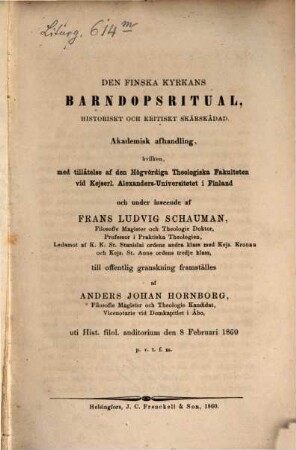 Liturg. 614 m
DEN FINSKA KYRKANS
BARNDOPSRITUAL,
HISTORISKT OCH KRITISKT SKÄRSKÅDAD.
Akademisk afhandling,
hvilken,
med tillåtelse af den Högvördiga Theologiska Fakulteten
vid Kejserl. Alexanders-Universitetet i Finland
och under inseende af
FRANS LUDVIG SCHAUMAN,
Filosofie Magister och Theologie Doktor,
Professor i Praktiska Theologien,
Ledamot af K. K. St. Stanislai ordens andra klass med Kejs. Kronan
och Kejs. St. Anna ordens tredje klass,
till offentlig granskning framställes
af
ANDERS JOHAN HORNBORG,
Filosofie Magister och Theologie Kandidat,
Vicenotarie vid Domkapitlet i Åbo,
uti Hist. filol. auditorium den 8 Februari 1860
p. v. t. f. m.
Helsingfors, J. C. Frenckell & Son, 1860.